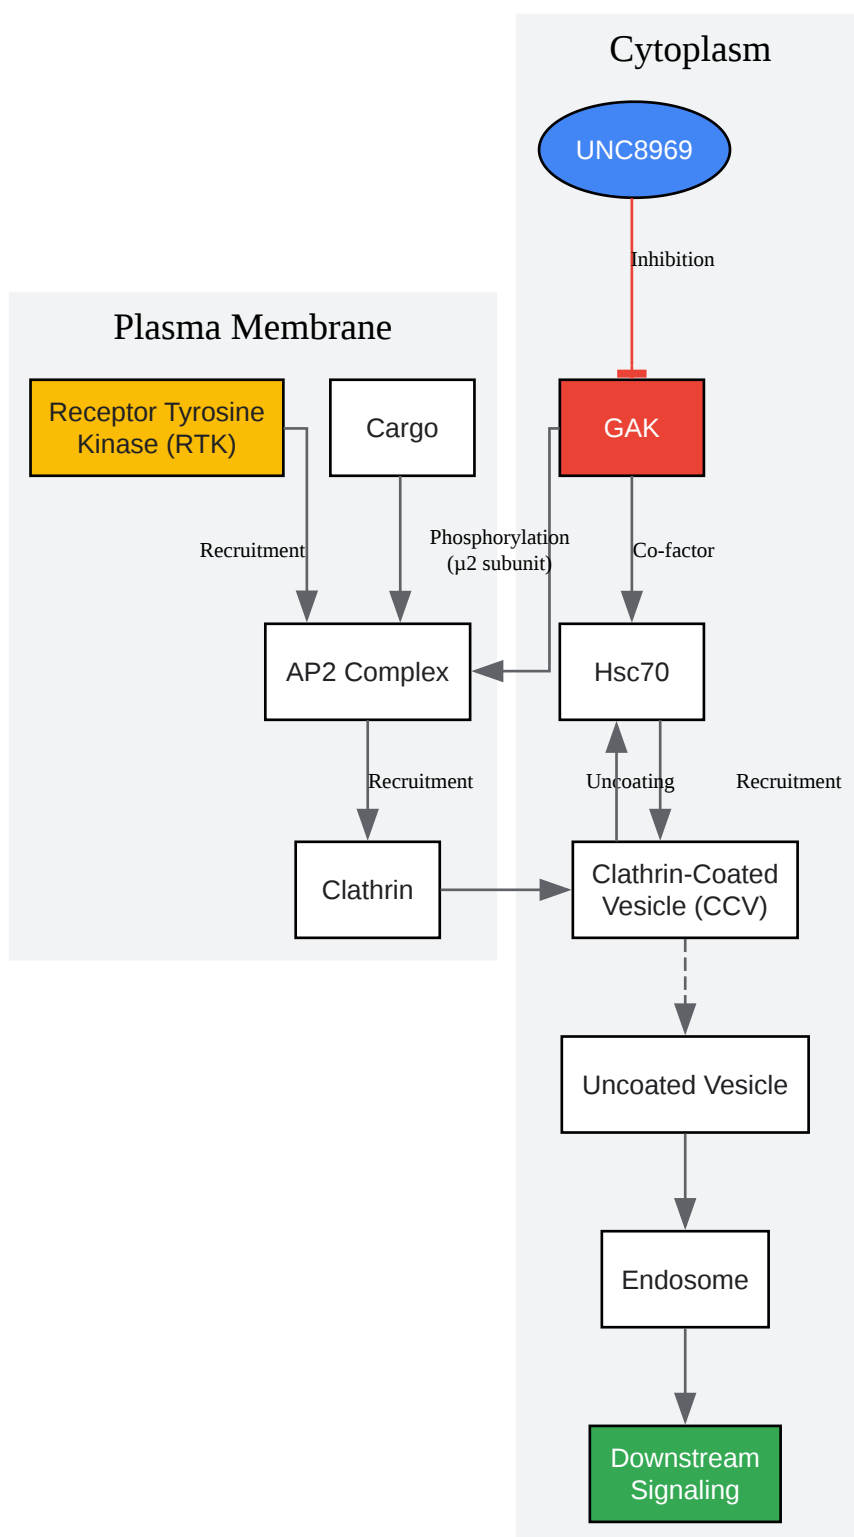 Cytoplasm
UNC8969
Inhibition
Plasma Membrane
Receptor Tyrosine
Kinase (RTK)
Cargo
GAK
Recruitment
Phosphorylation
(µ2 subunit)
Co-factor
AP2 Complex
Hsc70
Recruitment
Uncoating
Recruitment
Clathrin
Clathrin-Coated
Vesicle (CCV)
Uncoated Vesicle
Endosome
Downstream
Signaling